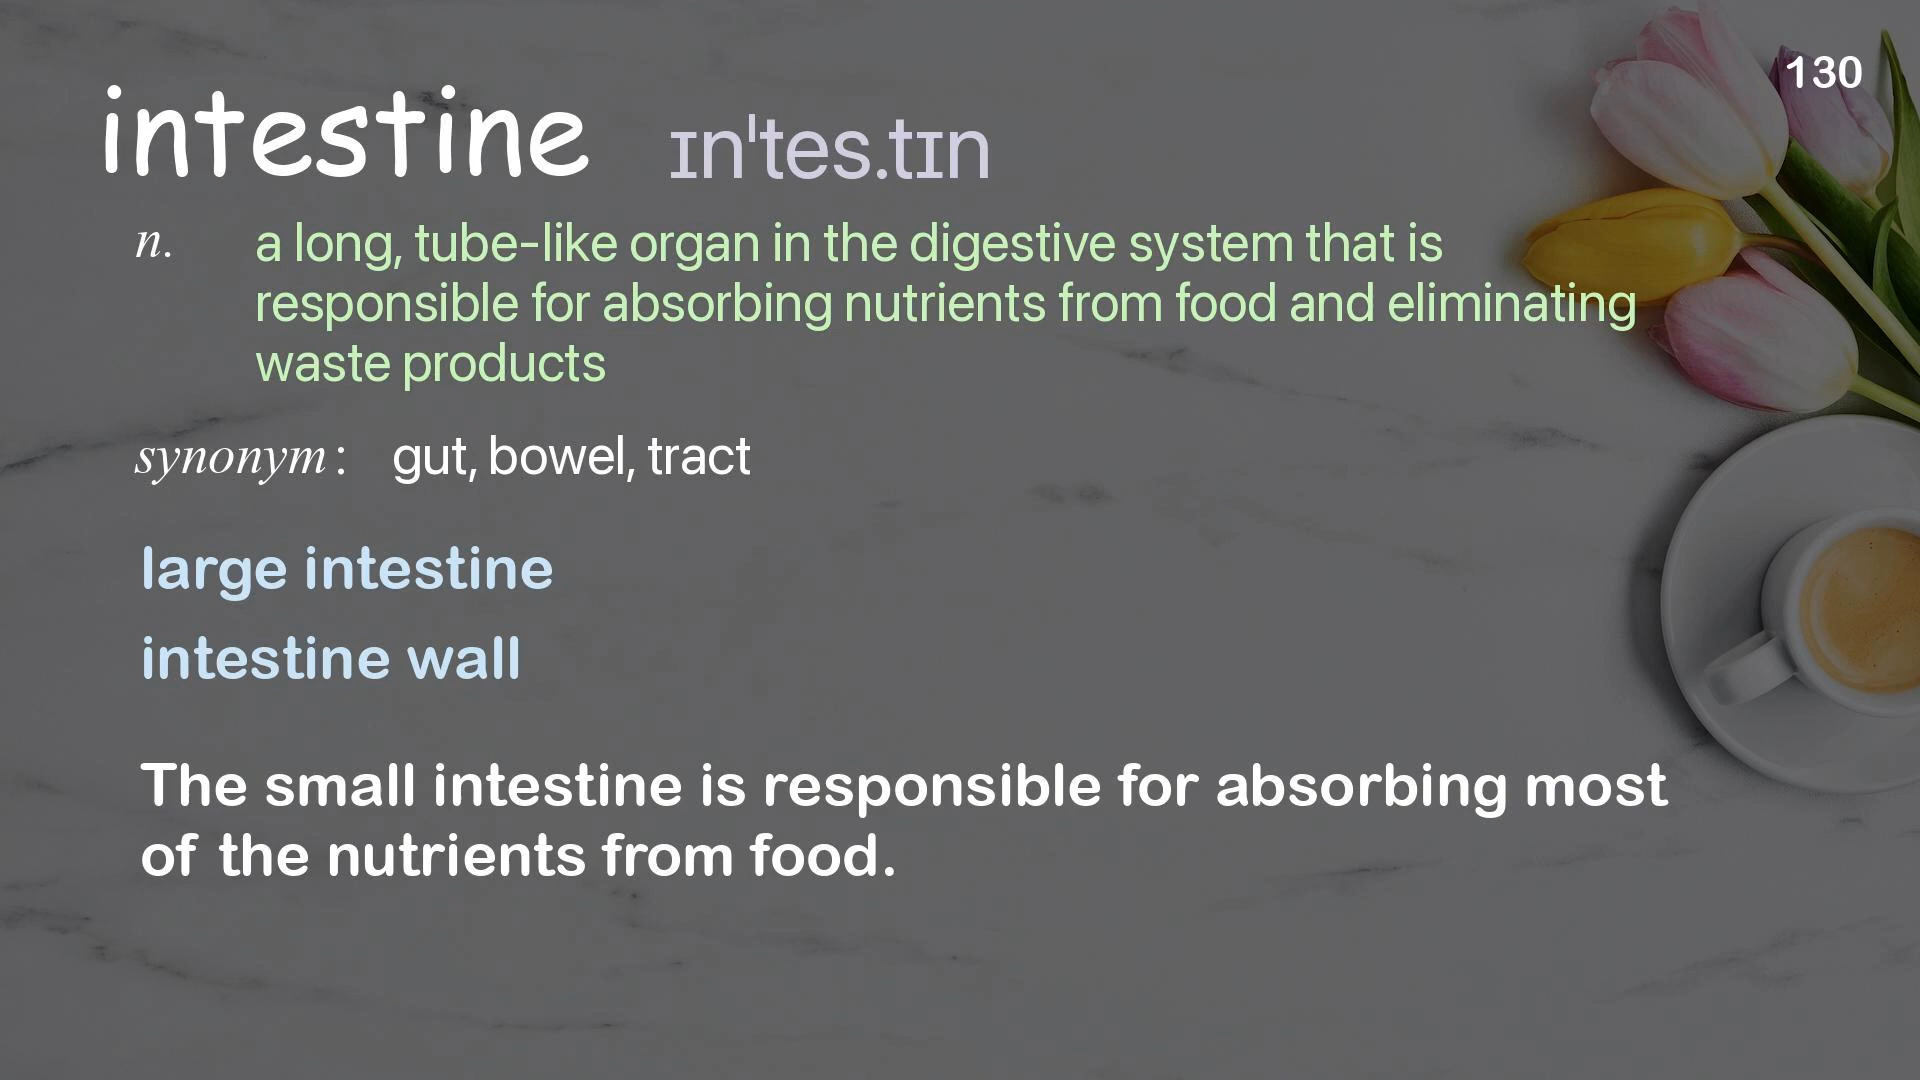 130
intestine ɪnˈtes.tɪn
n. a long, tube-like organ in the digestive system that is
responsible for absorbing nutrients from food and eliminating
waste products
synonym: gut, bowel, tract
large intestine
intestine wall
The small intestine is responsible for absorbing most
of the nutrients from food.